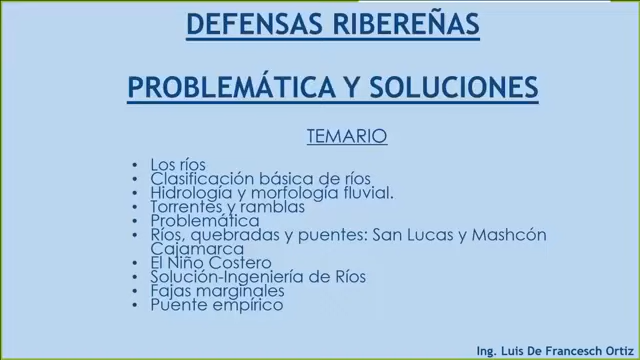 DEFENSAS RIBEREÑAS
PROBLEMÁTICA Y SOLUCIONES
TEMARIO
• Los ríos
• Clasificación básica de ríos
• Hidrología y morfología fluvial.
• Torrentes y ramblas
• Problemática
• Ríos, quebradas y puentes: San Lucas y Mashcón
Cajamarca
• El Niño Costero
• Solución-Ingeniería de Ríos
• Fajas marginales
• Puente empírico
Ing. Luis De Francesch Ortiz